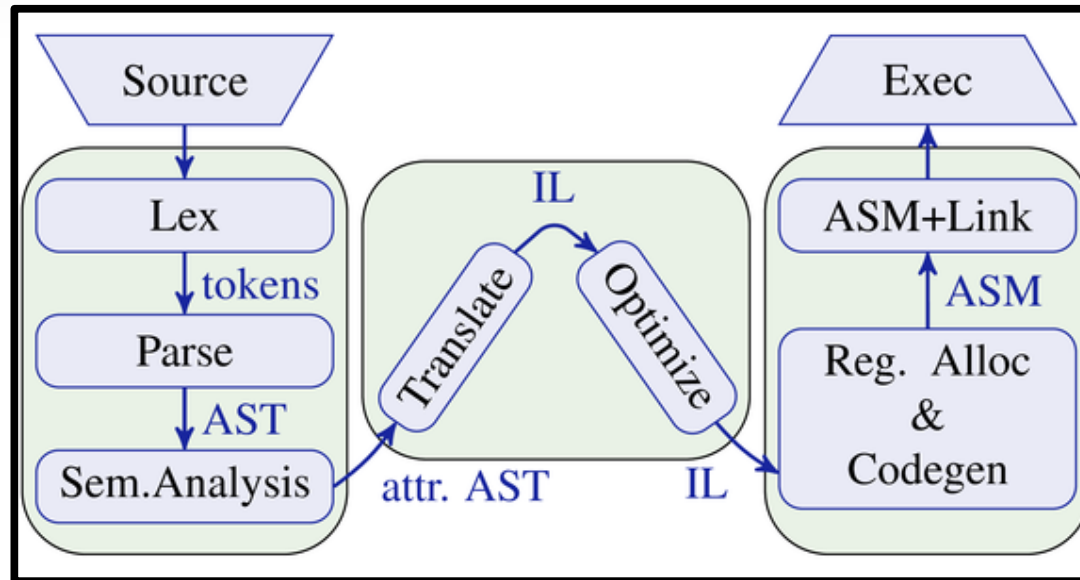 Source
Lex
tokens
Parse
AST
Sem.Analysis
attr. AST
Translate
IL
Optimize
IL
Reg. Alloc
&
Codegen
ASM
ASM+Link
Exec